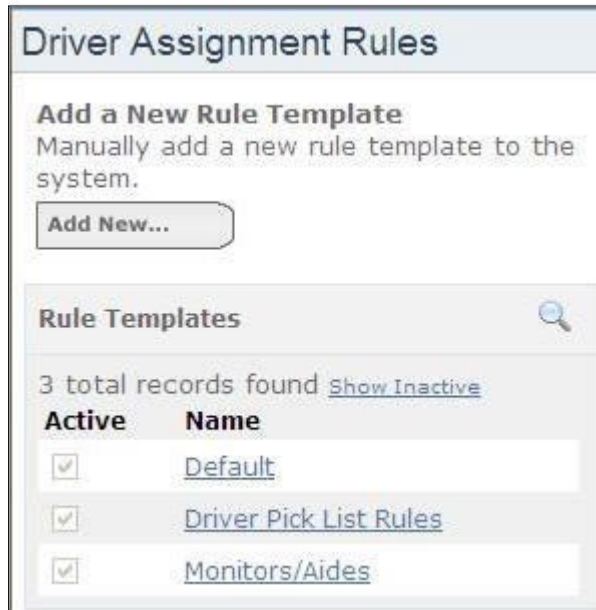 Driver Assignment Rules
Add a New Rule Template
Manually add a new rule template to the
system.
Add New...
Rule Templates
3 total records found Show Inactive
Active Name
Default
Driver Pick List Rules
Monitors/Aides